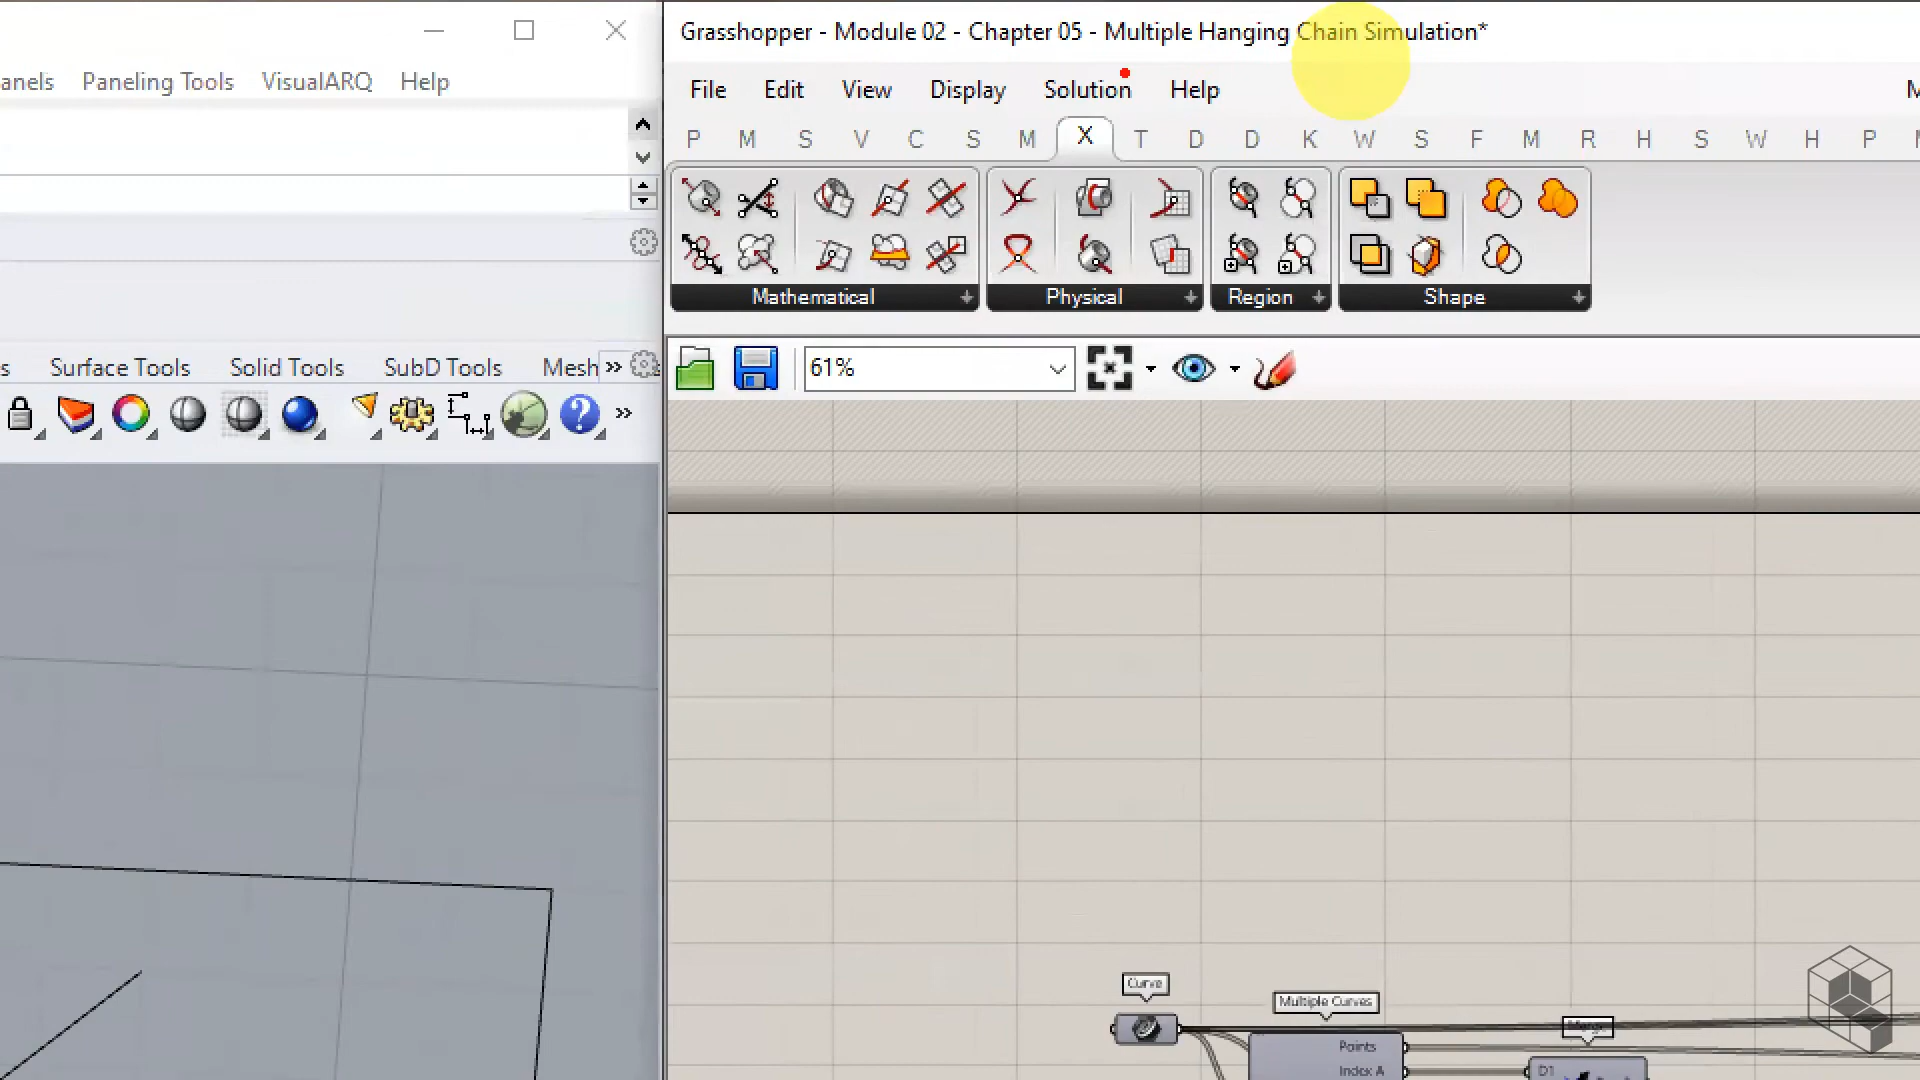 Grasshopper - Module 02 - Chapter 05 - Multiple Hanging Chain Simulation*
anels Paneling Tools VisualARQ Help
File Edit View Display Solution Help M
P M S V C S M X T D D K W S F M R H S W H P
Mathematical Physical Region Shape
s Surface Tools Solid Tools SubD Tools Mesh »
61%
»
Curve
Multiple Curves
Points
Index A
D1